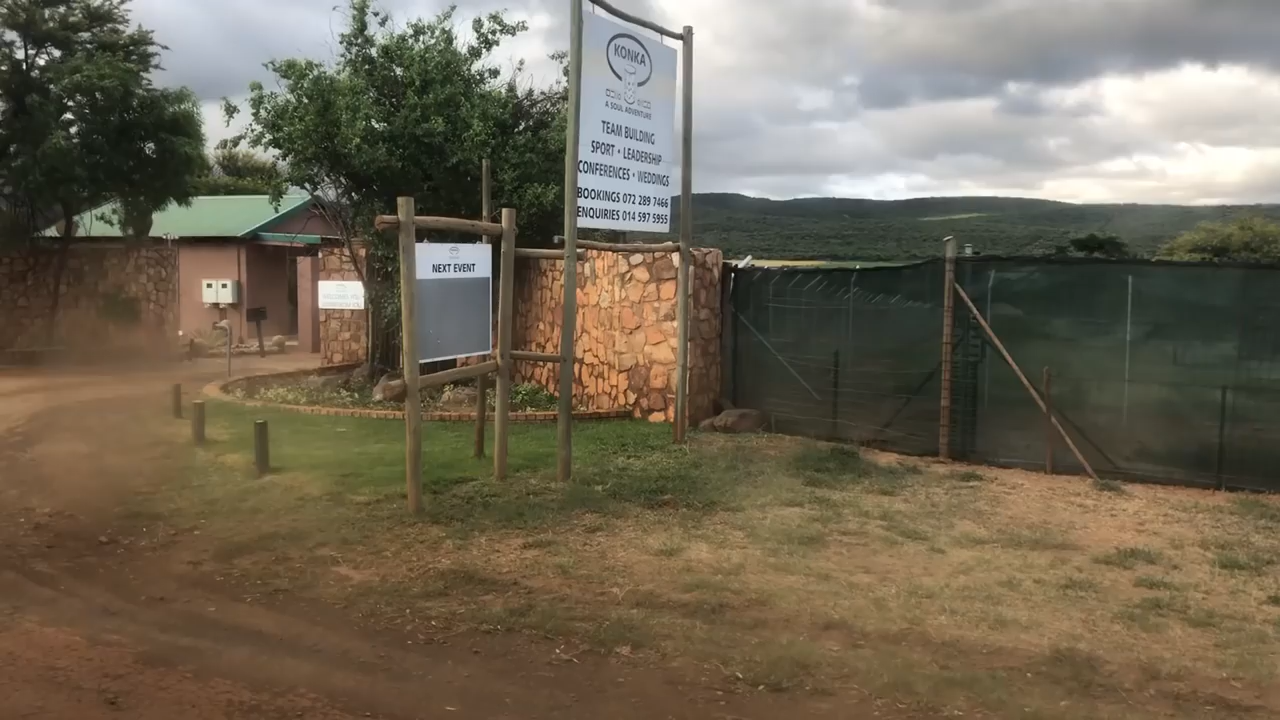 KONKA
A SOUL ADVENTURE
TEAM BUILDING
SPORT • LEADERSHIP
CONFERENCES • WEDDINGS
BOOKINGS 072 289 7466
ENQUIRIES 014 597 5955
NEXT EVENT